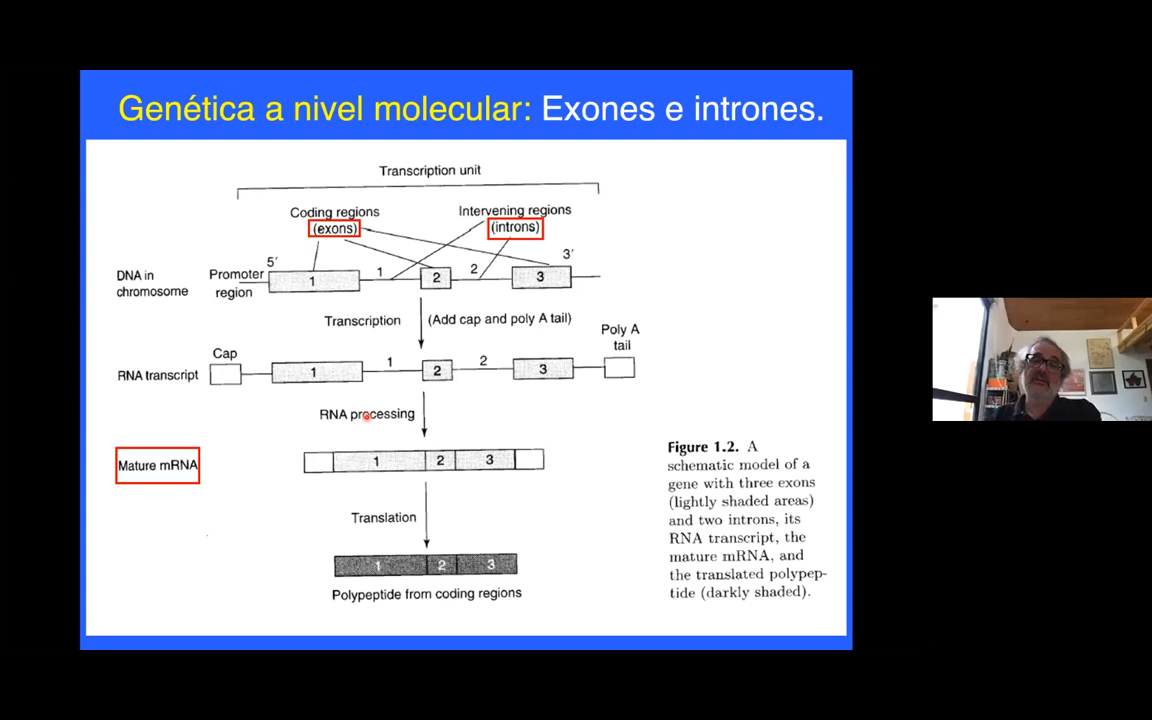 Genética a nivel molecular: Exones e intrones.
Transcription unit
Coding regions
(exons)
Intervening regions
(introns)
DNA in
chromosome
Promoter
region
5′
1
1
2
2
3
3′
Transcription
(Add cap and poly A tail)
RNA transcript
Cap
1
1
2
2
3
Poly A
tail
RNA processing
Mature mRNA
1
2
3
Translation
1
2
3
Polypeptide from coding regions
Figure 1.2. A
schematic model of a
gene with three exons
(lightly shaded areas)
and two introns, its
RNA transcript, the
mature mRNA, and
the translated polypep-
tide (darkly shaded).